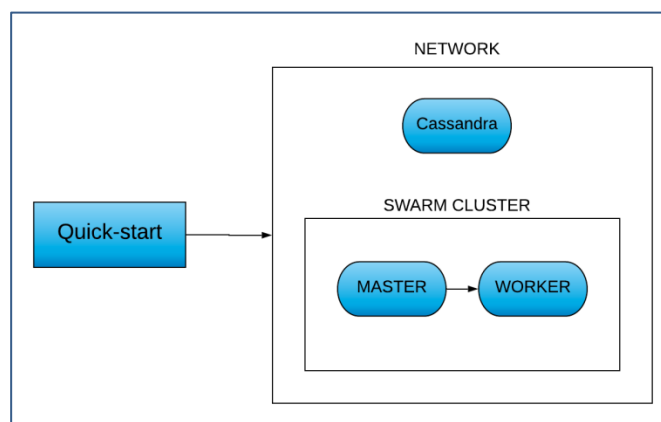 NETWORK
Cassandra
Quick-start
SWARM CLUSTER
MASTER
WORKER